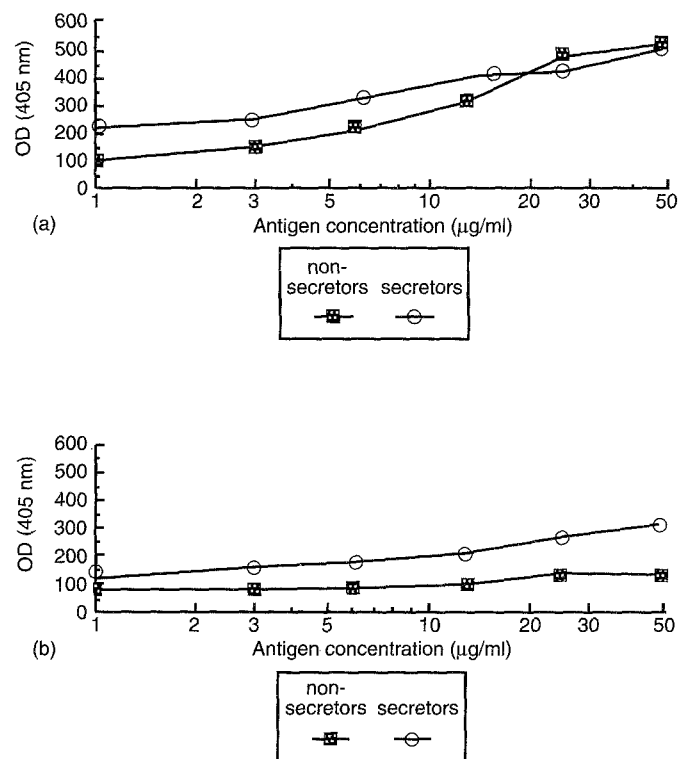 600
500
400
300
200
100
0
OD (405 nm)
1 2 3 5 10 20 30 50
(a)
Antigen concentration (μg/ml)
non-
secretors secretors
600
500
400
300
200
100
0
OD (405 nm)
1 2 3 5 10 20 30 50
(b)
Antigen concentration (μg/ml)
non-
secretors secretors